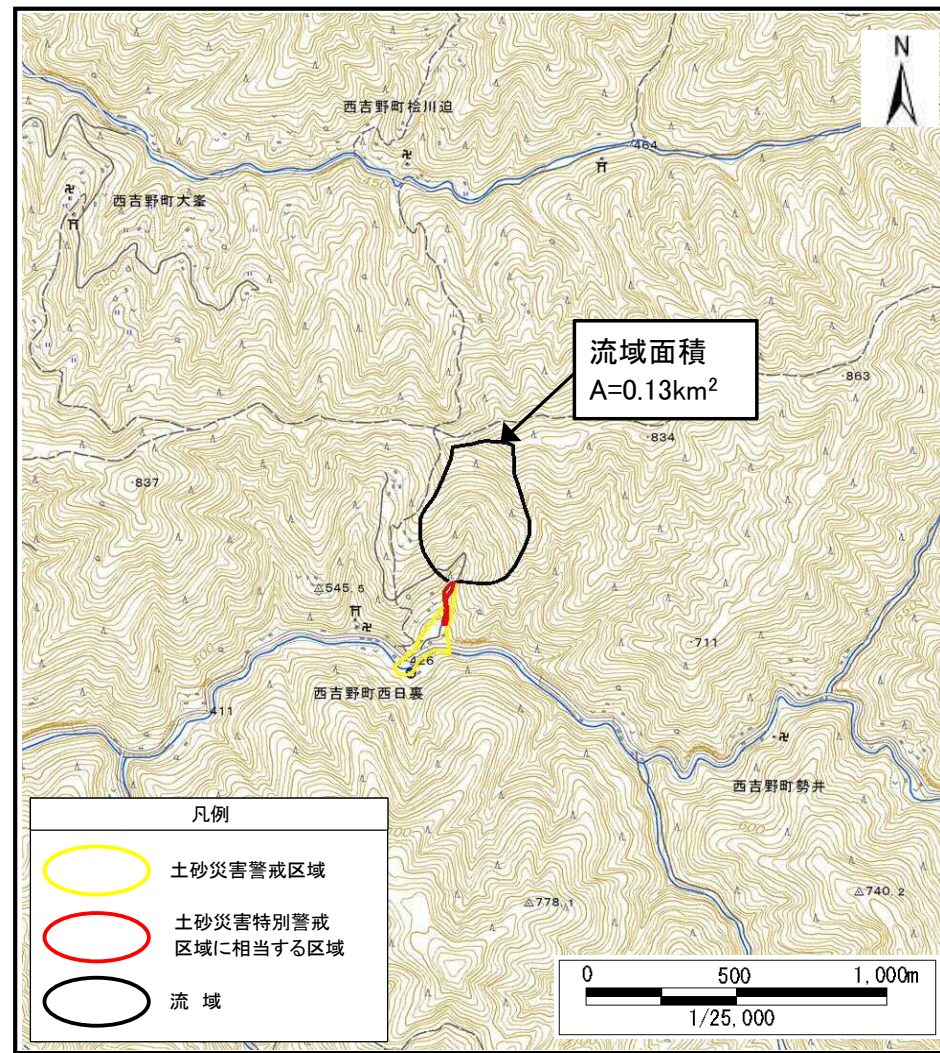 N
西吉野町桧川迫
464
西吉野町大峯
流域面積
A=0.13km²
863
700
834
837
545.5
711
426
西吉野町西日裏
411
西吉野町勢井
600
740.2
778.1
凡例
土砂災害警戒区域
土砂災害特別警戒
区域に相当する区域
流 域
0 500 1,000m
1/25,000